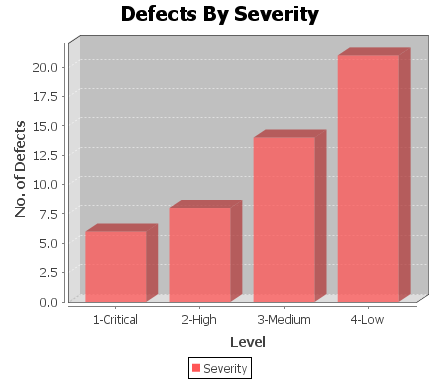 Defects By Severity
No. of Defects
20.0
17.5
15.0
12.5
10.0
7.5
5.0
2.5
0.0
1-Critical 2-High 3-Medium 4-Low
Level
Severity